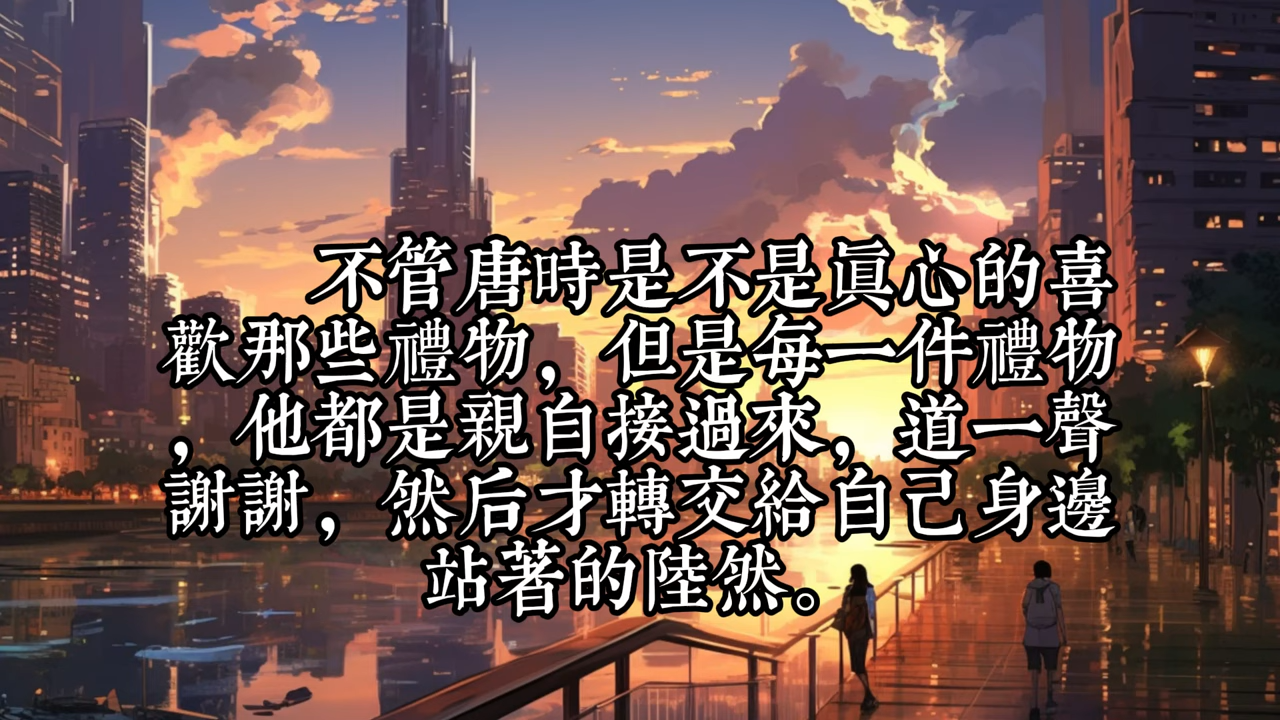 不管唐時是不是眞心的喜
歡那些禮物，但是每一件禮物
，他都是親自接過來，道一聲
謝謝，然后才轉交給自己身邊
站著的陸然。